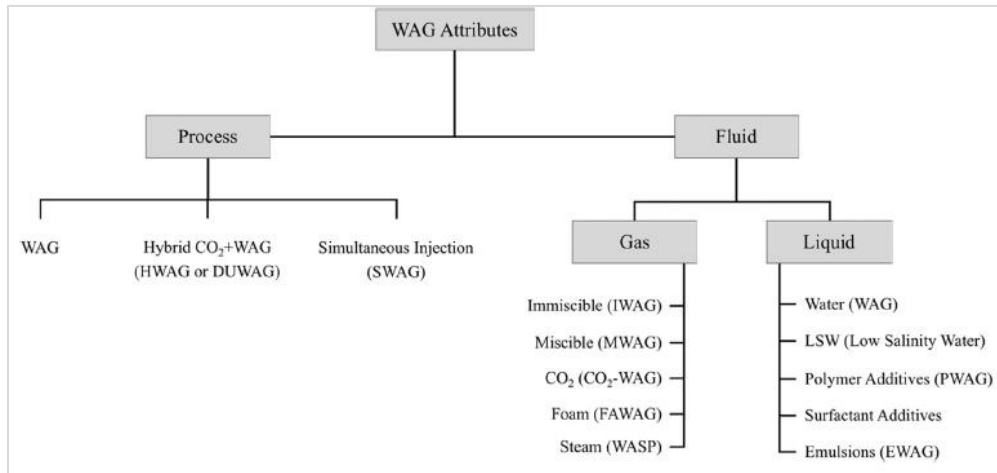 WAG Attributes
Process
Fluid
WAG
Hybrid CO₂+WAG
(HWAG or DUWAG)
Simultaneous Injection
(SWAG)
Gas
Liquid
Immiscible (IWAG)
Miscible (MWAG)
CO₂ (CO₂-WAG)
Foam (FAWAG)
Steam (WASP)
Water (WAG)
LSW (Low Salinity Water)
Polymer Additives (PWAG)
Surfactant Additives
Emulsions (EWAG)